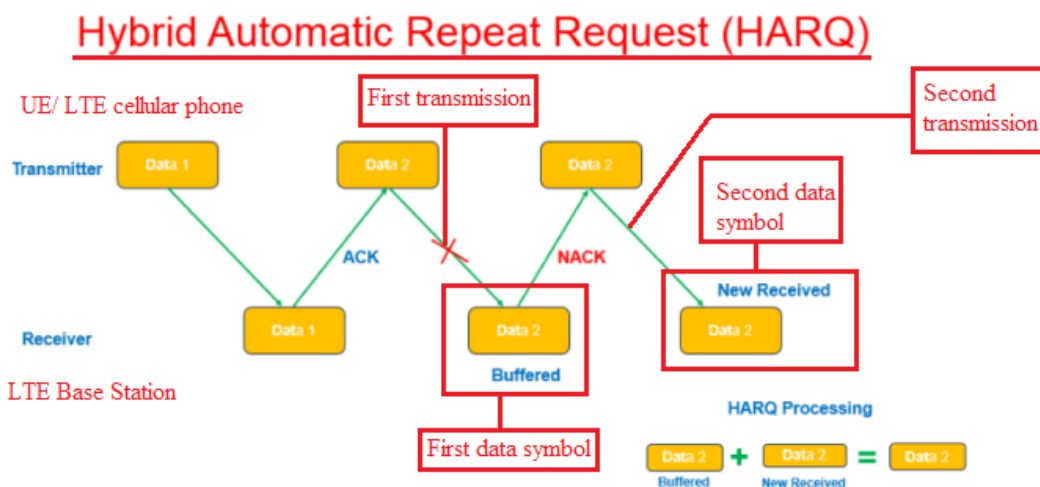 Hybrid Automatic Repeat Request (HARQ)
UE/ LTE cellular phone
First transmission
Second
transmission
Transmitter
Data 1
Data 2
Data 2
Second data
symbol
ACK
NACK
New Received
Receiver
Data 1
Data 2
Data 2
Buffered
LTE Base Station
First data symbol
HARQ Processing
Data 2 + Data 2 = Data 2
Buffered
New Received